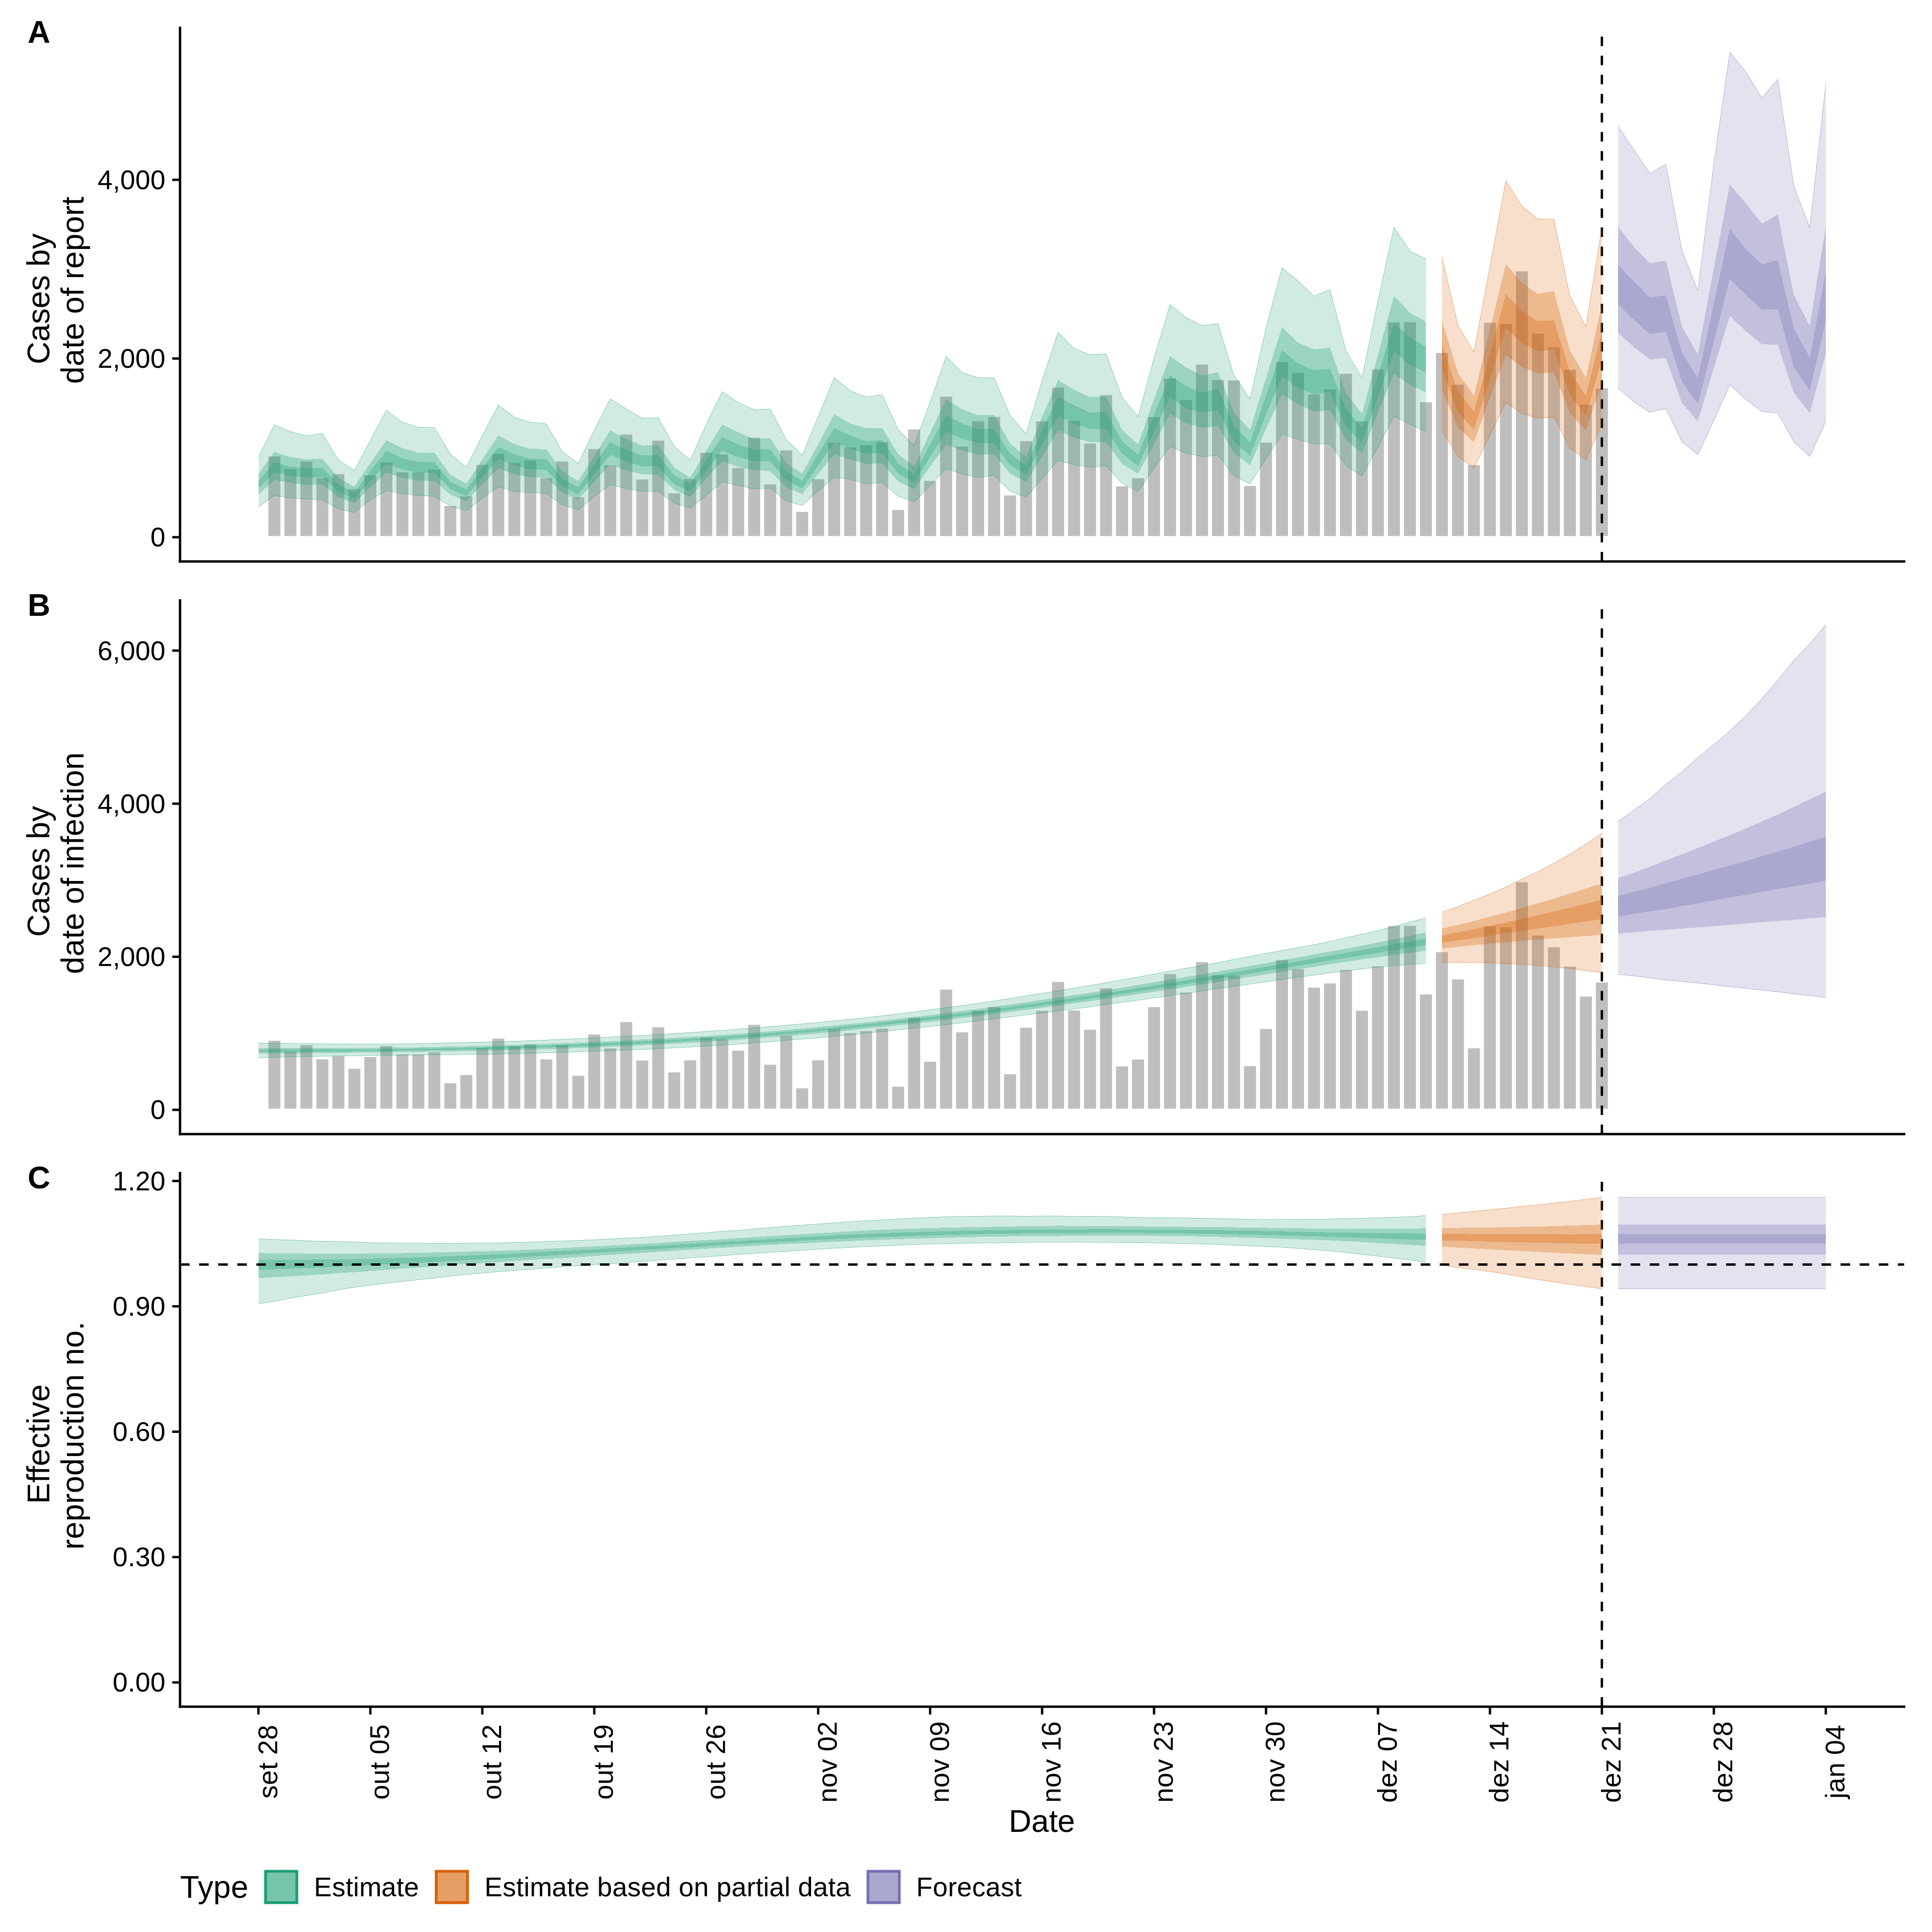 A
Cases by
date of report
4,000
2,000
0
B
Cases by
date of infection
6,000
4,000
2,000
0
C
Effective
reproduction no.
1.20
0.90
0.60
0.30
0.00
set 28
out 05
out 12
out 19
out 26
nov 02
nov 09
nov 16
nov 23
nov 30
dez 07
dez 14
dez 21
dez 28
jan 04
Date
Type
Estimate
Estimate based on partial data
Forecast